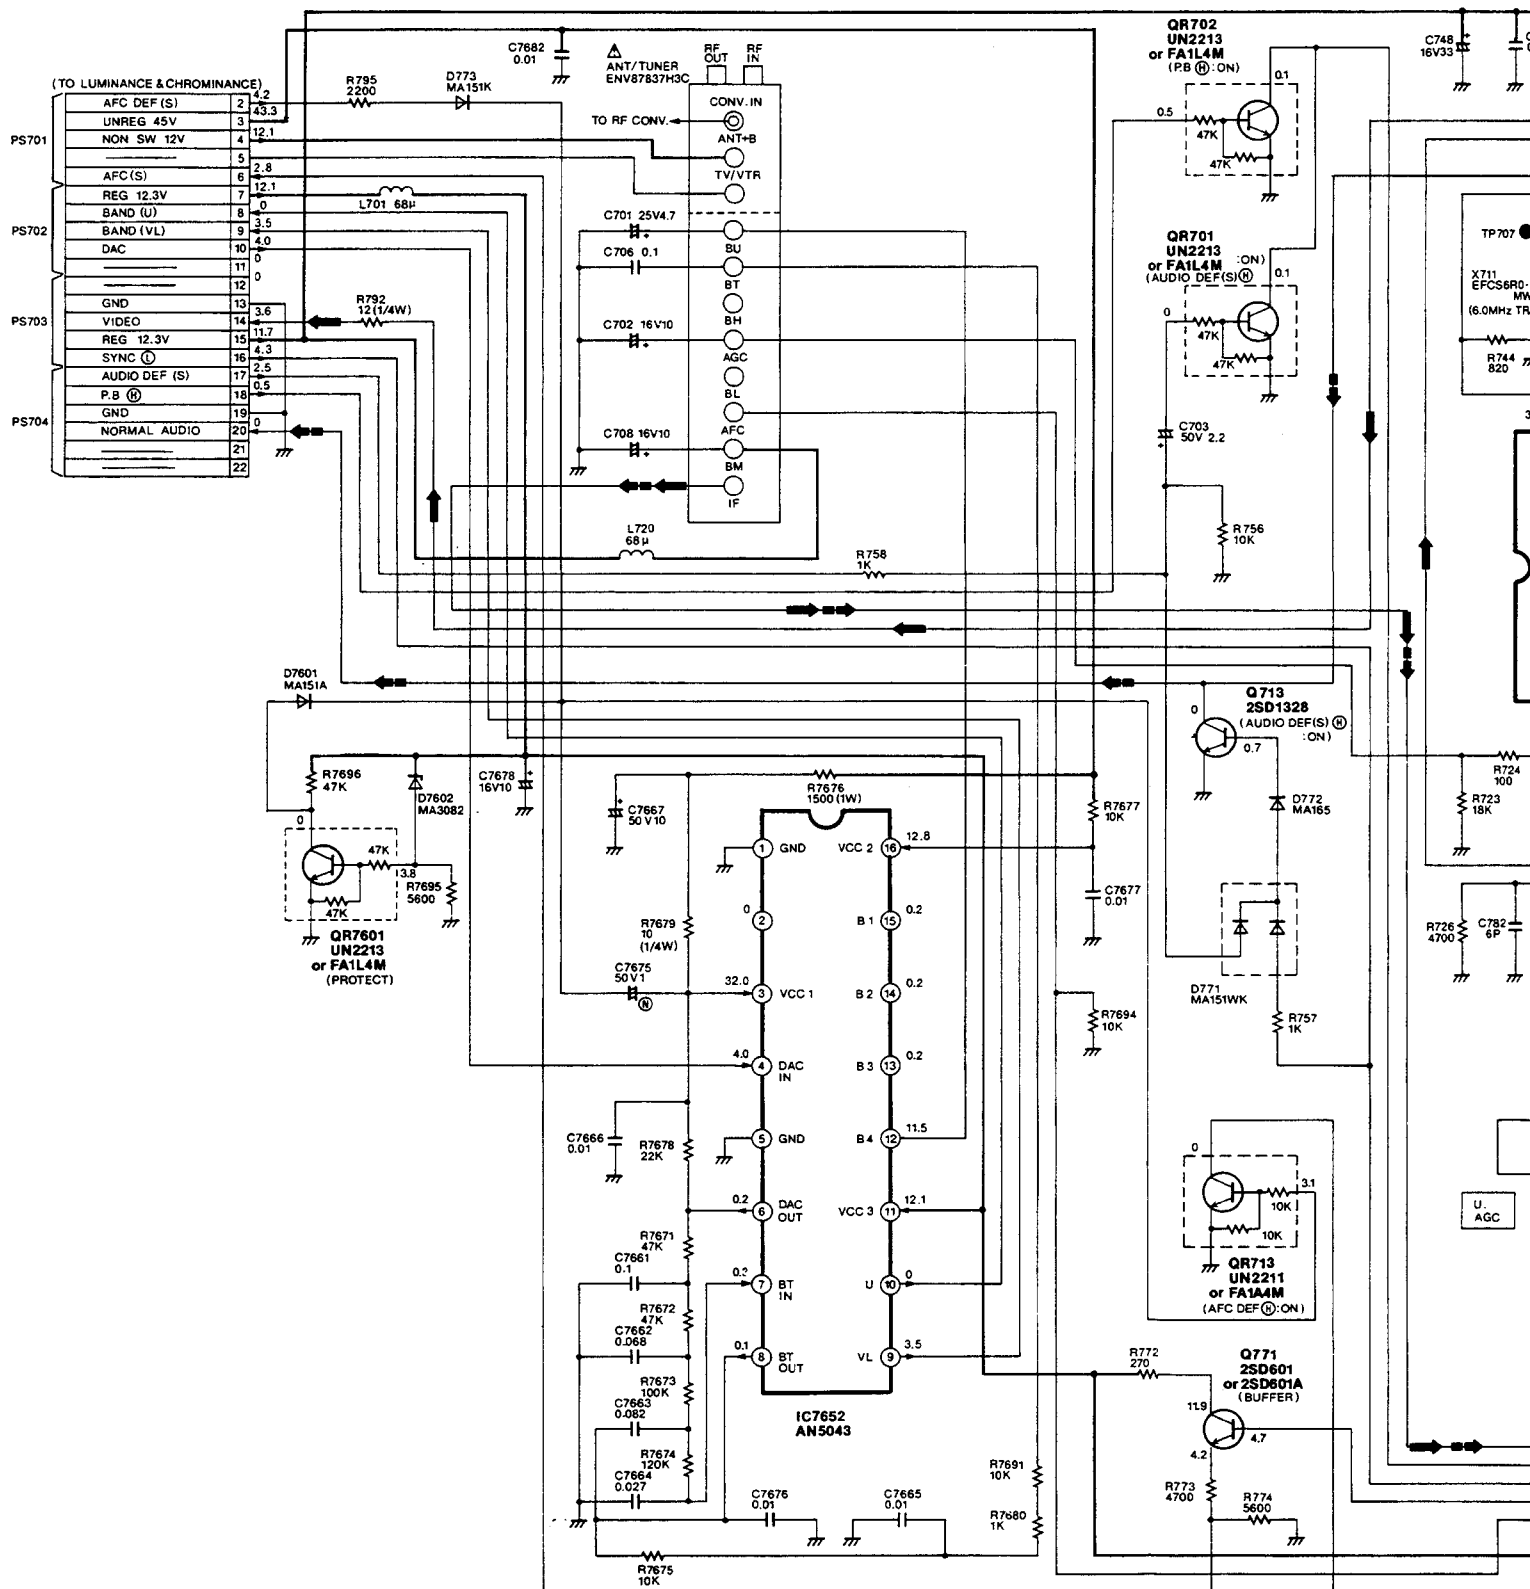 (TO LUMINANCE & CHROMINANCE)
PS701
AFC DEF (S) 2 4.2
UNREG 45V 3 43.3
NON SW 12V 4 12.1
5
AFC (S) 6 2.8
PS702
REG 12.3V 7 12.1
BAND (U) 8 0
BAND (VL) 9 3.5
DAC 10 4.0
11 0
PS703
12 0
GND 13
VIDEO 14 3.6
REG 12.3V 15 11.7
SYNC Ⓛ 16 4.3
PS704
AUDIO DEF (S) 17 2.5
P.B Ⓗ 18 0.5
GND 19
NORMAL AUDIO 20 0
21
22
R795
2200
D773
MA151K
C7682
0.01
L701 68μ
R792
12 (1/4W)
ANT/TUNER
ENV87837H3C
RF
OUT
RF
IN
CONV. IN
TO RF CONV.
ANT+B
TV/VTR
BU
BT
BH
AGC
BL
AFC
BM
IF
C701 25V4.7
C706 0.1
C702 16V10
C708 16V10
L720
68μ
R758
1K
QR702
UN2213
or FA1L4M
(P.B Ⓗ:ON)
0.1
0.5
47K
47K
QR701
UN2213
or FA1L4M
(AUDIO DEF(S) Ⓗ
:ON)
0.1
0
47K
47K
C703
50V 2.2
R756
10K
C748
16V33
TP707
X711
EFCS6R0-
MW
(6.0MHz TR
R744
820
3
D7601
MA151A
R7696
47K
D7602
MA3082
C7678
16V10
0
47K
3.8
47K
R7695
5600
QR7601
UN2213
or FA1L4M
(PROTECT)
C7667
50V10
R7676
1500 (1W)
R7677
10K
C7677
0.01
R7679
10
(1/4W)
C7675
50V1
Ⓝ
1 GND
0 2
32.0 3 VCC 1
4.0 4 DAC
IN
5 GND
0.2 6 DAC
OUT
7 BT
IN
0.1 8 BT
OUT
VCC 2 16 12.8
B 1 15 0.2
B 2 14 0.2
B 3 13 0.2
B 4 12 11.5
VCC 3 11 12.1
U 10 0
VL 9 3.5
IC7652
AN5043
C7666
0.01
R7678
22K
R7671
47K
C7661
0.1
R7672
47K
C7662
0.068
R7673
100K
C7663
0.082
R7674
120K
C7664
0.027
C7676
0.01
C7665
0.01
R7675
10K
R7691
10K
R7680
1K
R7694
10K
Q713
2SD1328
(AUDIO DEF(S) Ⓗ
:ON)
0
0.7
D772
MA165
D771
MA151WK
R757
1K
R724
100
R723
18K
R726
4700
C782
6P
0
3.1
10K
10K
QR713
UN2211
or FA1A4M
(AFC DEF Ⓗ:ON)
U.
AGC
R772
270
Q771
2SD601
or 2SD601A
(BUFFER)
11.9
4.7
4.2
R773
4700
R774
5600